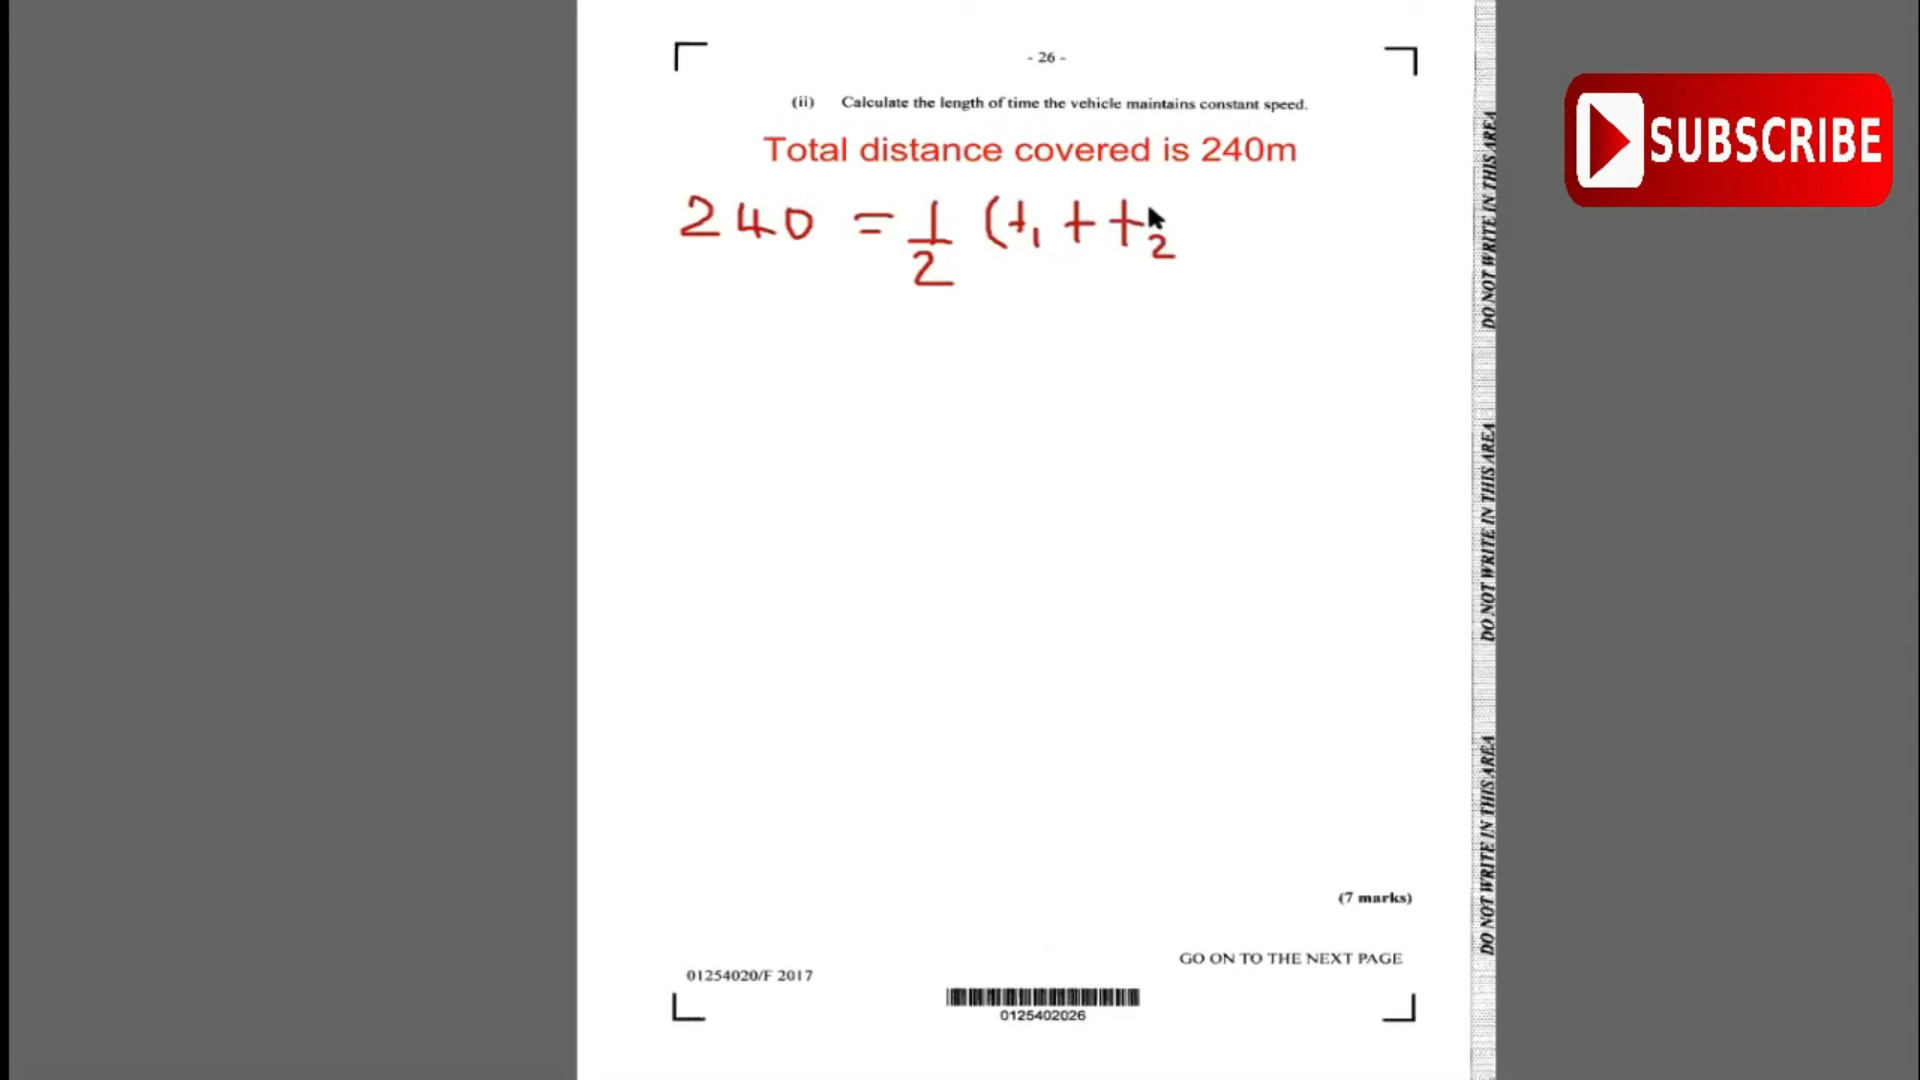 - 26 -
(ii) Calculate the length of time the vehicle maintains constant speed.
Total distance covered is 240m
240 = 1/2 (t₁ + t₂
SUBSCRIBE
DO NOT WRITE IN THIS AREA
DO NOT WRITE IN THIS AREA
DO NOT WRITE IN THIS AREA
(7 marks)
GO ON TO THE NEXT PAGE
01254020/F 2017
0125402026